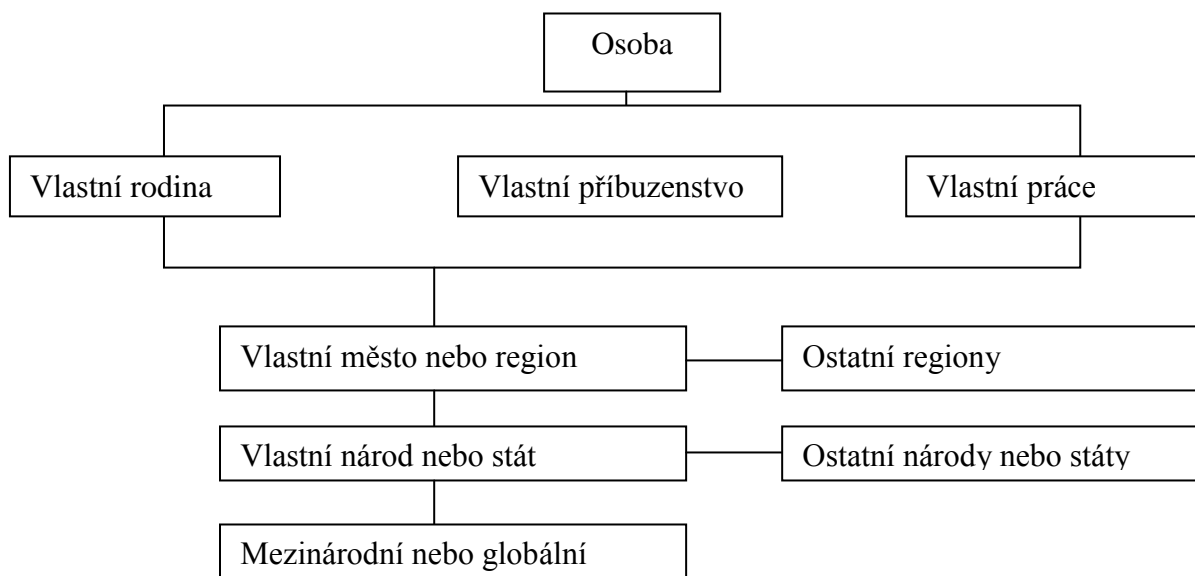 Osoba
Vlastní rodina
Vlastní příbuzenstvo
Vlastní práce
Vlastní město nebo region
Ostatní regiony
Vlastní národ nebo stát
Ostatní národy nebo státy
Mezinárodní nebo globální